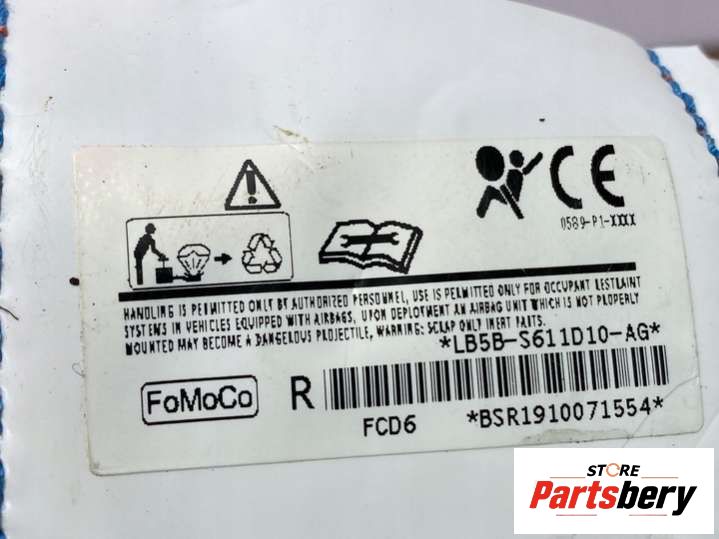 CE
0589-P1-XXXX
HANDLING IS PERMITTED ONLY BY AUTHORIZED PERSONNEL, USE IS PERMITTED ONLY FOR OCCUPANT RESTRAINT
SYSTEMS IN VEHICLES EQUIPPED WITH AIRBAGS, UPON DEPLOYMENT AN AIRBAG UNIT WHICH IS NOT PROPERLY
MOUNTED MAY BECOME A DANGEROUS PROJECTILE, WARNING: SCRAP ONLY INERT PARTS.
*LB5B-S611D10-AG*
FoMoCo
R
FCD6
*BSR1910071554*
STORE
Partsbery